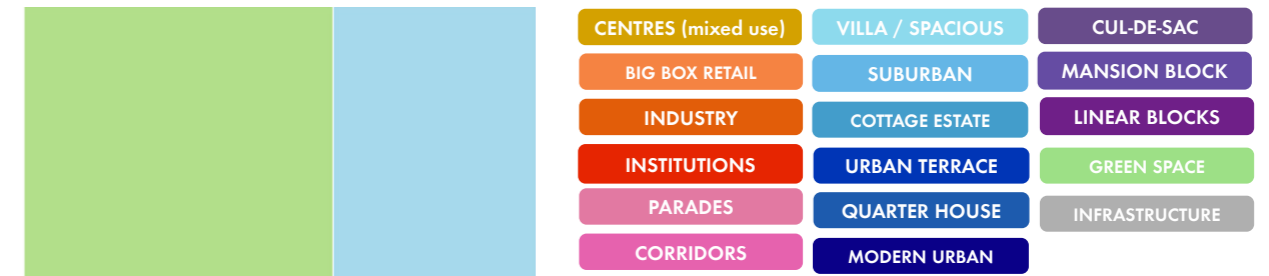 CENTRES (mixed use)
BIG BOX RETAIL
INDUSTRY
INSTITUTIONS
PARADES
CORRIDORS
VILLA / SPACIOUS
SUBURBAN
COTTAGE ESTATE
URBAN TERRACE
QUARTER HOUSE
MODERN URBAN
CUL-DE-SAC
MANSION BLOCK
LINEAR BLOCKS
GREEN SPACE
INFRASTRUCTURE